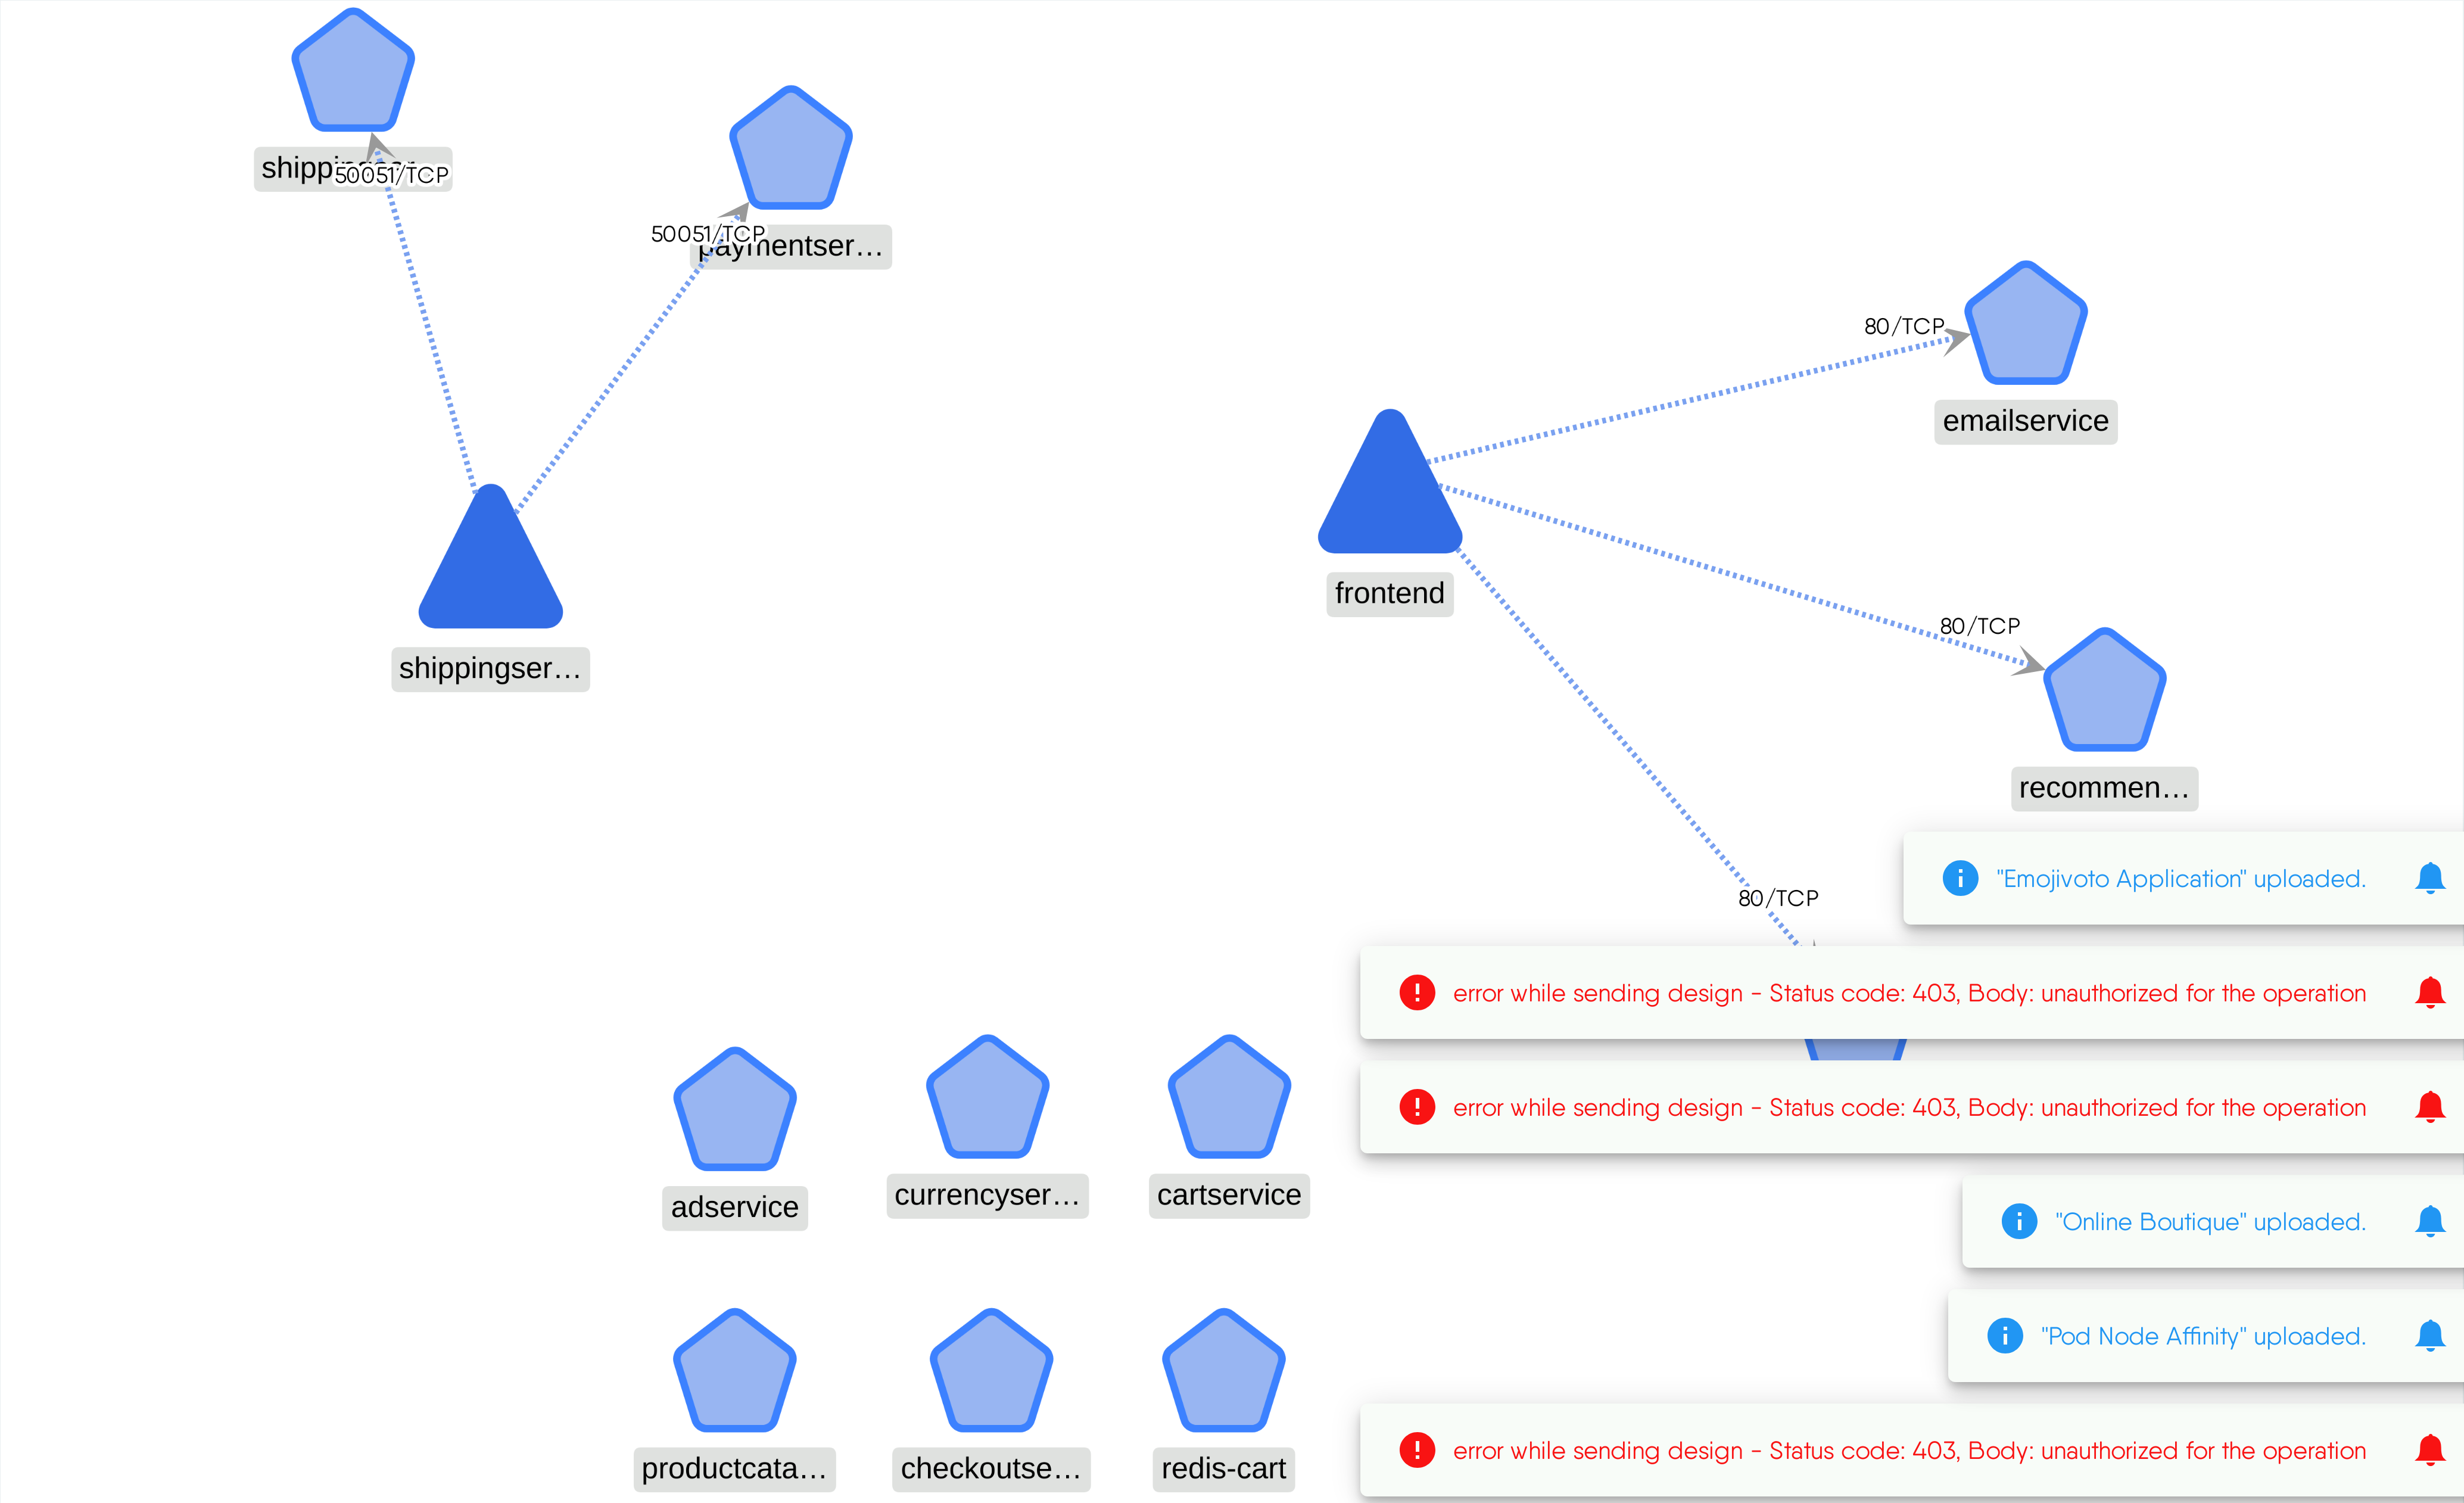 shipp
50051/TCP
50051/TCP
paymentser…
80/TCP
emailservice
frontend
shippingser…
80/TCP
recommen…
80/TCP
"Emojivoto Application" uploaded.
error while sending design - Status code: 403, Body: unauthorized for the operation
error while sending design - Status code: 403, Body: unauthorized for the operation
adservice
currencyser…
cartservice
"Online Boutique" uploaded.
"Pod Node Affinity" uploaded.
error while sending design - Status code: 403, Body: unauthorized for the operation
productcata…
checkoutse…
redis-cart